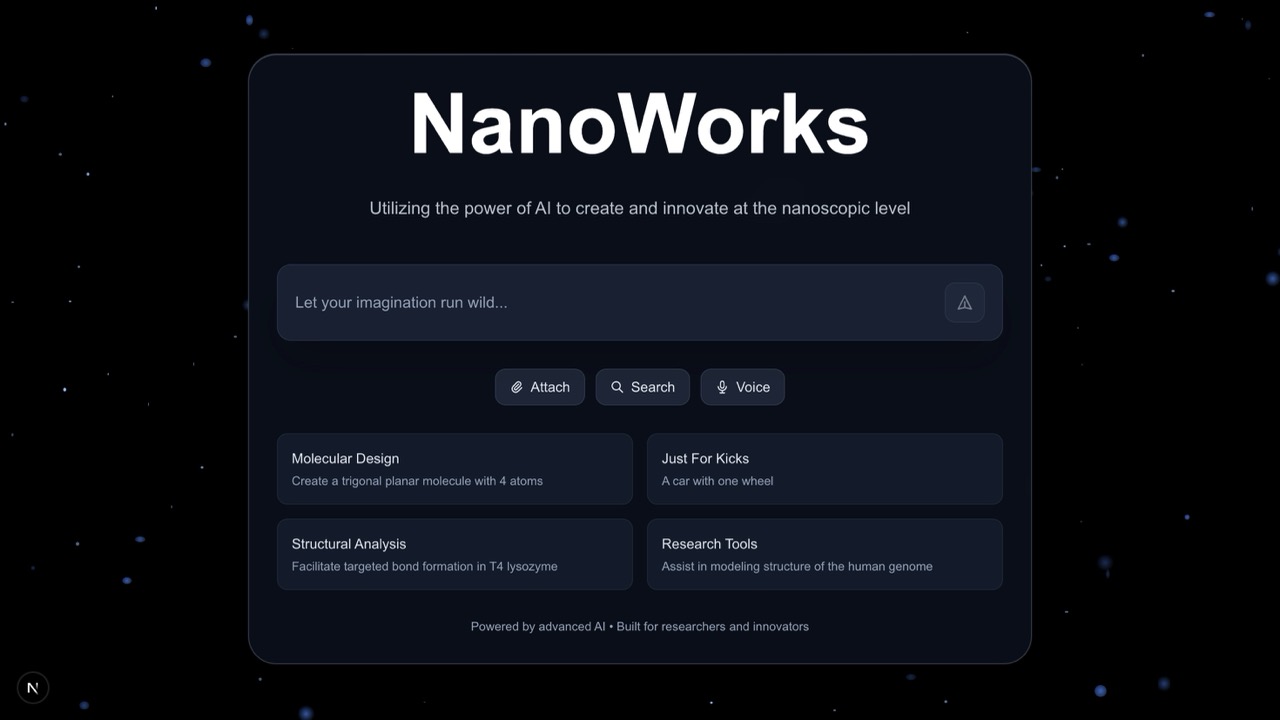 NanoWorks
Utilizing the power of AI to create and innovate at the nanoscopic level
Let your imagination run wild...
Attach
Search
Voice
Molecular Design
Create a trigonal planar molecule with 4 atoms
Just For Kicks
A car with one wheel
Structural Analysis
Facilitate targeted bond formation in T4 lysozyme
Research Tools
Assist in modeling structure of the human genome
Powered by advanced AI • Built for researchers and innovators
N